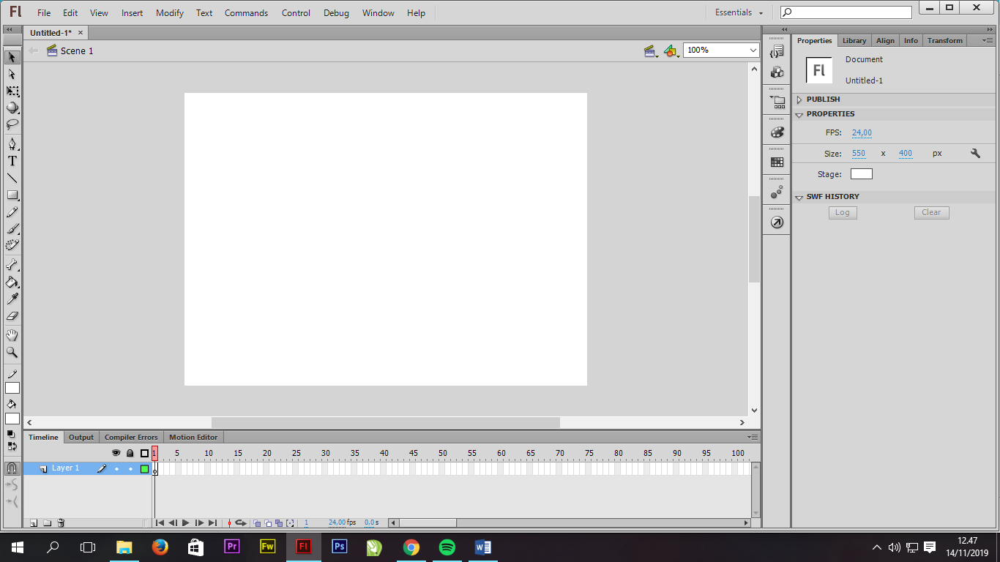 Fl File Edit View Insert Modify Text Commands Control Debug Window Help Essentials
Untitled-1*
Scene 1 100%
Properties Library Align Info Transform
Fl Document
Untitled-1
PUBLISH
PROPERTIES
FPS: 24,00
Size: 550 x 400 px
Stage:
SWF HISTORY
Log Clear
T
Timeline Output Compiler Errors Motion Editor
1 5 10 15 20 25 30 35 40 45 50 55 60 65 70 75 80 85 90 95 100
Layer 1
1 24,00 fps 0,0 s
Pr Fw Fl Ps W
12.47
14/11/2019